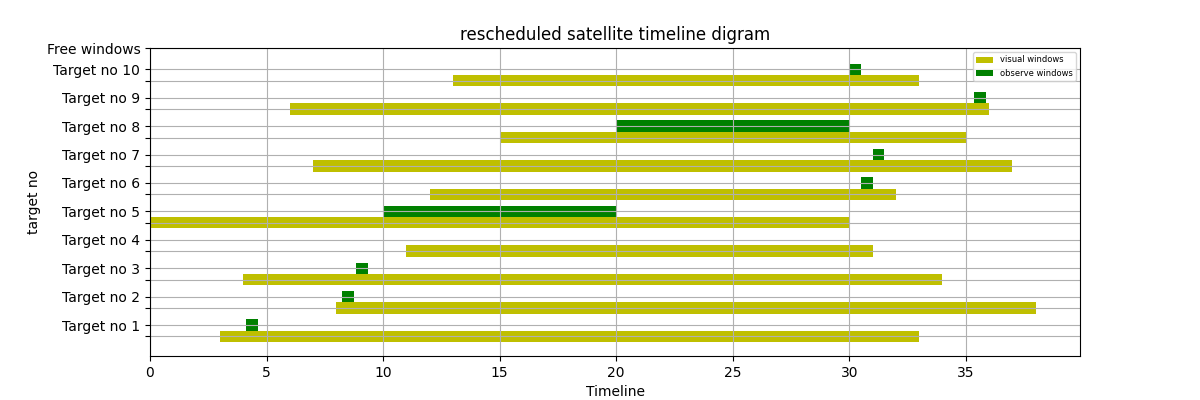 rescheduled satellite timeline digram
Free windows
Target no 10
Target no 9
Target no 8
Target no 7
Target no 6
Target no 5
Target no 4
Target no 3
Target no 2
Target no 1
target no
visual windows
observe windows
0 5 10 15 20 25 30 35
Timeline